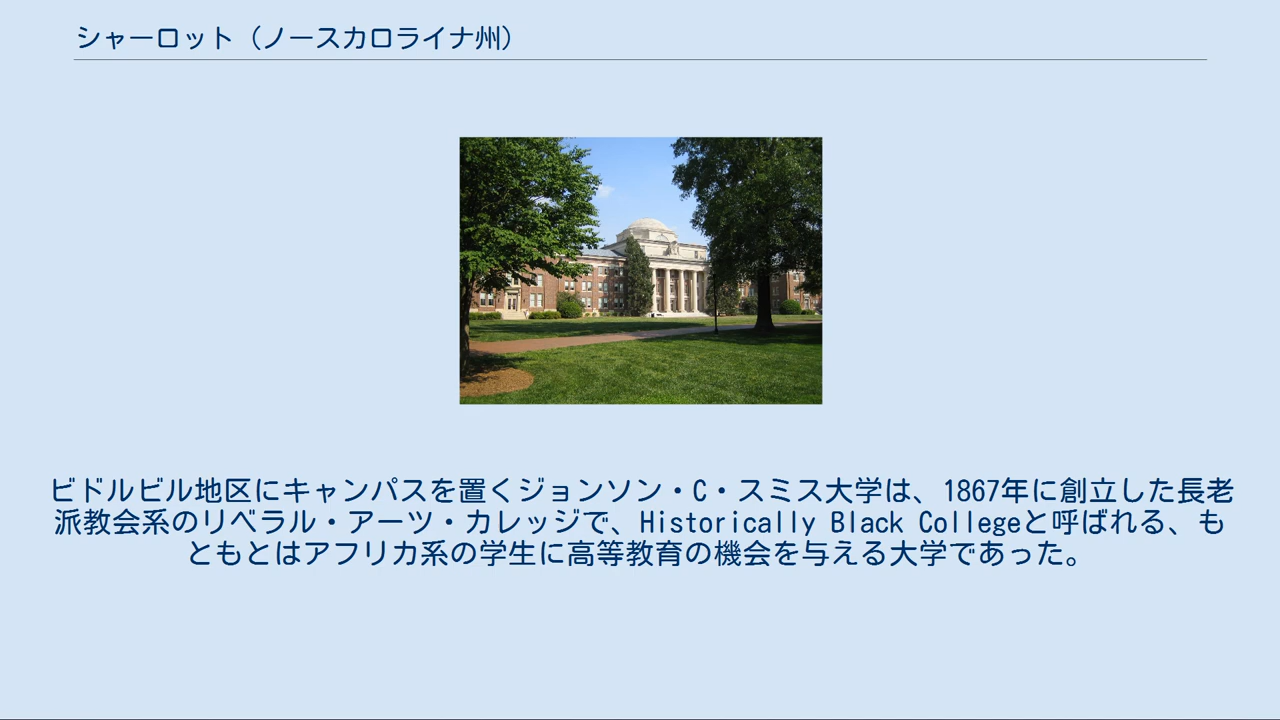 シャーロット（ノースカロライナ州）
ビドルビル地区にキャンパスを置くジョンソン・C・スミス大学は、1867年に創立した長老
派教会系のリベラル・アーツ・カレッジで、Historically Black Collegeと呼ばれる、も
ともとはアフリカ系の学生に高等教育の機会を与える大学であった。